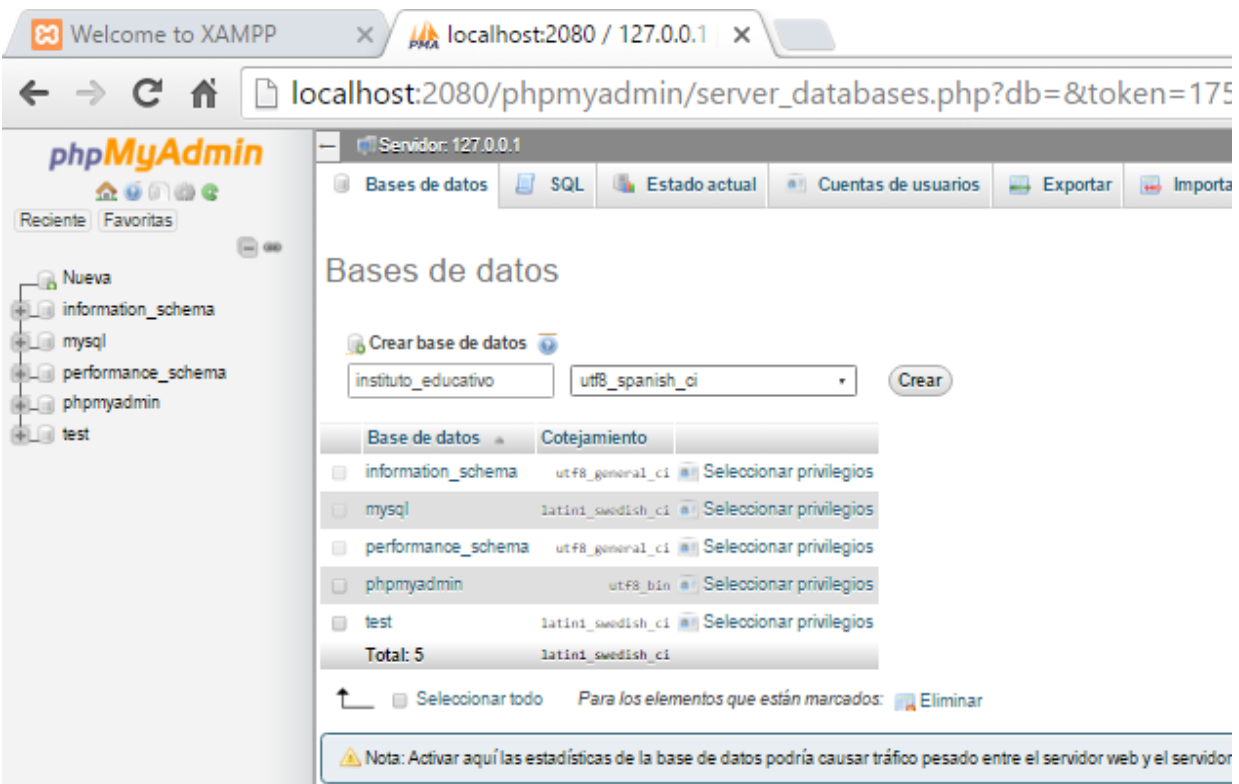 Welcome to XAMPP
localhost:2080 / 127.0.0.1
localhost:2080/phpmyadmin/server_databases.php?db=&token=175
phpMyAdmin
Reciente Favoritas
Nueva
information_schema
mysql
performance_schema
phpmyadmin
test
Servidor: 127.0.0.1
Bases de datos SQL Estado actual Cuentas de usuarios Exportar Importa
Bases de datos
Crear base de datos
instituto_educativo utf8_spanish_ci Crear
Base de datos Cotejamiento
information_schema utf8_general_ci Seleccionar privilegios
mysql latin1_swedish_ci Seleccionar privilegios
performance_schema utf8_general_ci Seleccionar privilegios
phpmyadmin utf8_bin Seleccionar privilegios
test latin1_swedish_ci Seleccionar privilegios
Total: 5 latin1_swedish_ci
Seleccionar todo Para los elementos que están marcados: Eliminar
Nota: Activar aquí las estadísticas de la base de datos podría causar tráfico pesado entre el servidor web y el servidor